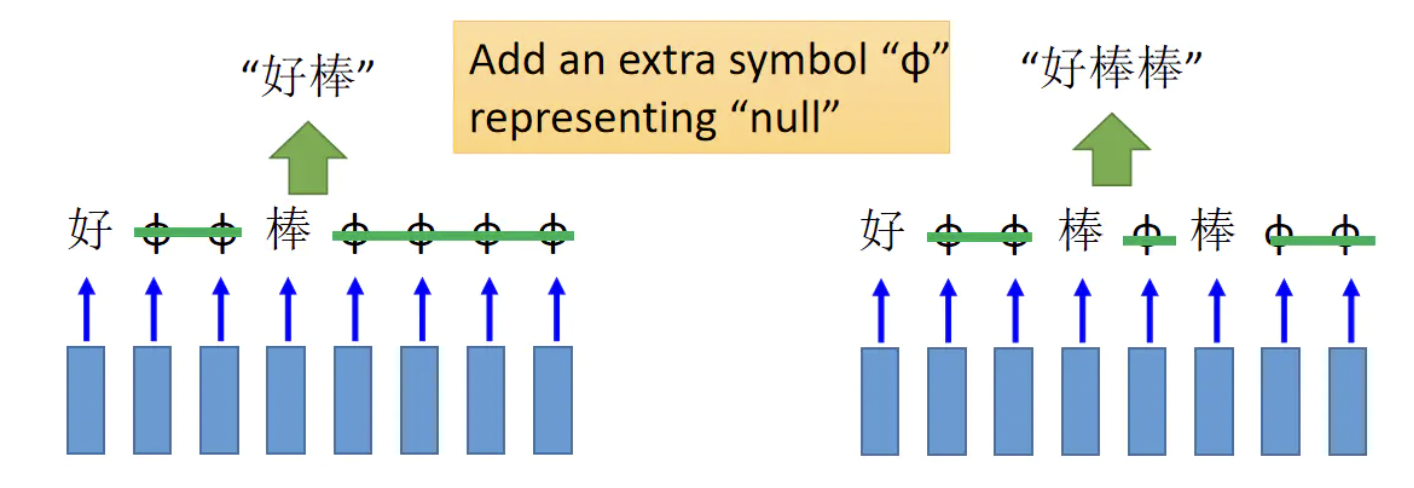 “好棒”
Add an extra symbol “ϕ”
representing “null”
“好棒棒”
好 ϕ ϕ 棒 ϕ ϕ ϕ ϕ
好 ϕ ϕ 棒 ϕ 棒 ϕ ϕ